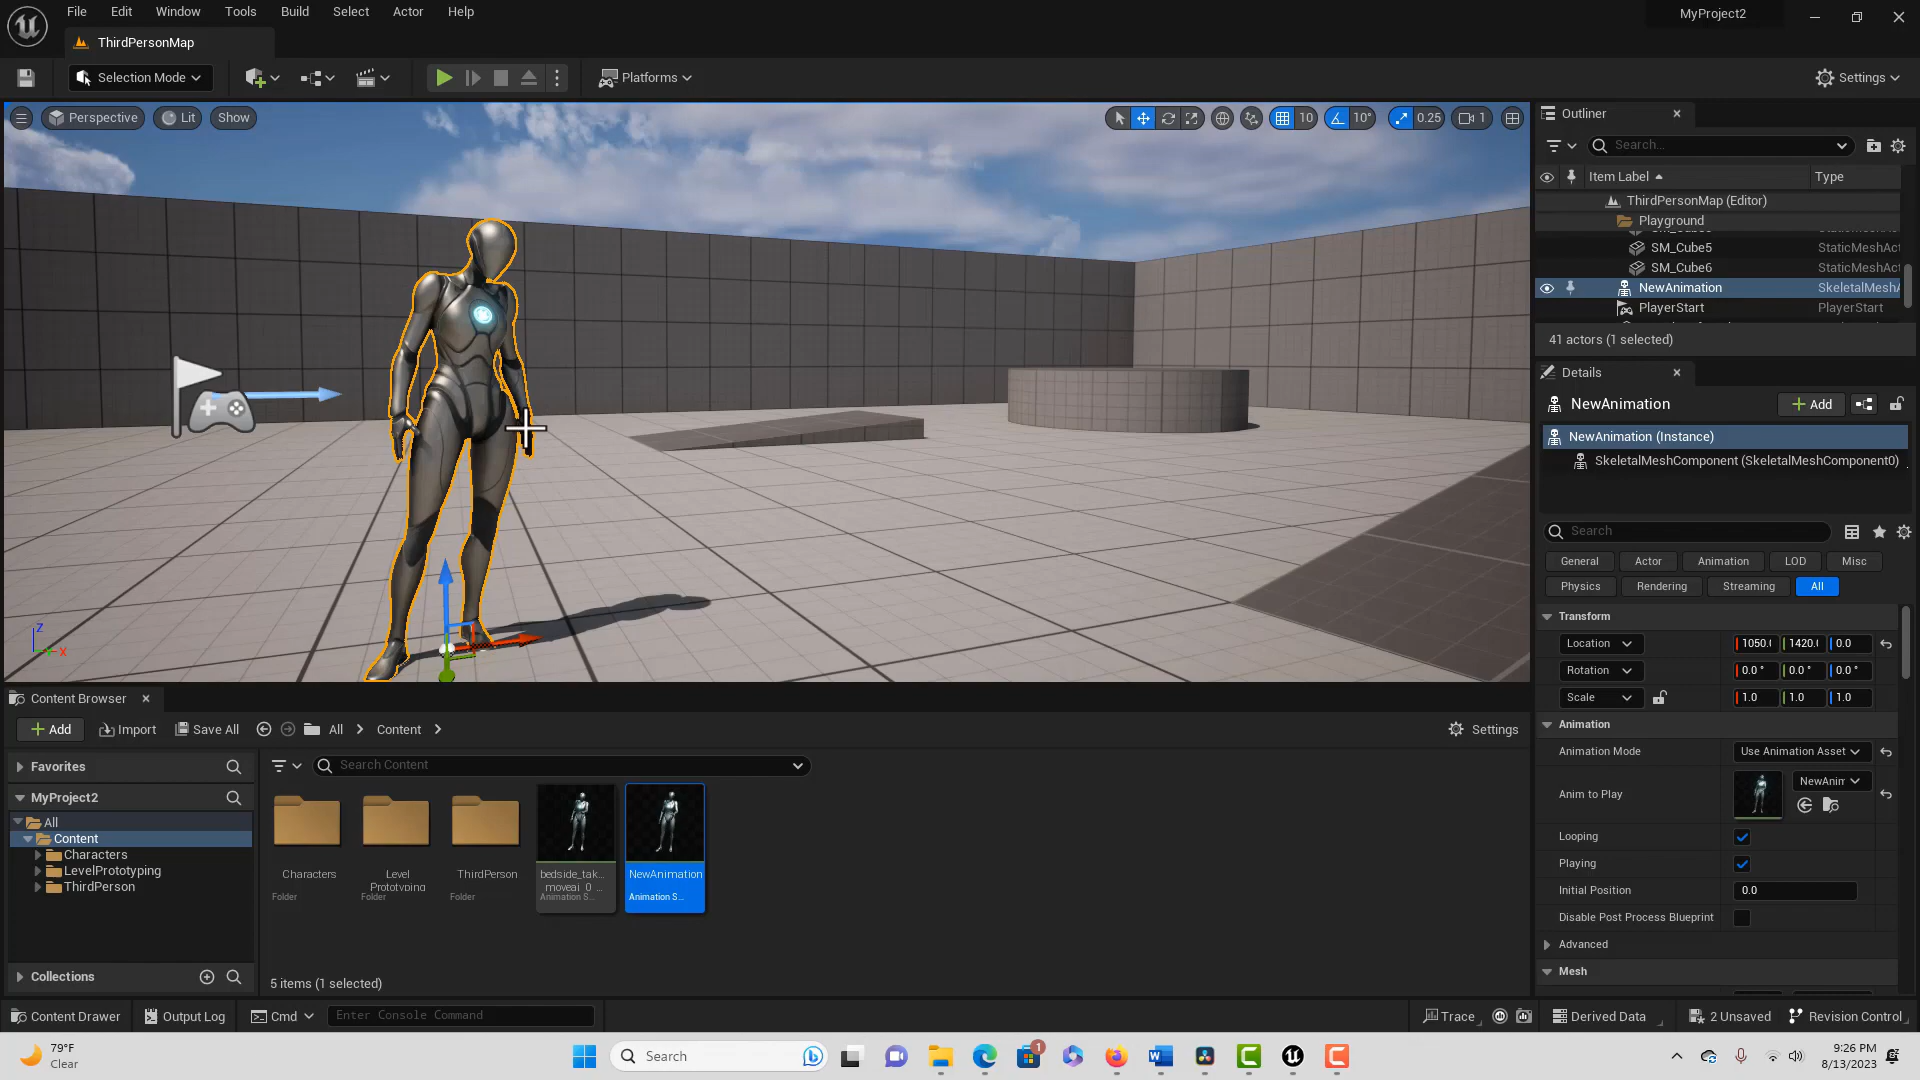 File Edit Window Tools Build Select Actor Help
MyProject2
ThirdPersonMap
Selection Mode
Platforms
Settings
Perspective Lit Show
10 10° 0.25 1
Outliner
Search...
Item Label Type
ThirdPersonMap (Editor)
Playground
SM_Cube5 StaticMeshAct
SM_Cube6 StaticMeshAct
NewAnimation SkeletalMeshA
PlayerStart PlayerStart
41 actors (1 selected)
Details
NewAnimation Add
NewAnimation (Instance)
SkeletalMeshComponent (SkeletalMeshComponent0)
Search
General Actor Animation LOD Misc
Physics Rendering Streaming All
Transform
Location 1050.( 1420.( 0.0
Rotation 0.0 ° 0.0 ° 0.0 °
Scale 1.0 1.0 1.0
Animation
Animation Mode Use Animation Asset
Anim to Play NewAnim
Looping
Playing
Initial Position 0.0
Disable Post Process Blueprint
Advanced
Mesh
Z
X
Content Browser
Add Import Save All All Content Settings
Favorites
Search Content
MyProject2
All
Content
Characters
LevelPrototyping
ThirdPerson
Collections
Characters
Folder
Level
Prototyping
Folder
ThirdPerson
Folder
bedside_tak...
_moveai_0_...
Animation S...
NewAnimation
Animation S...
5 items (1 selected)
Content Drawer Output Log Cmd Enter Console Command
Trace Derived Data 2 Unsaved Revision Control
79°F
Clear
Search
1
9:26 PM
8/13/2023